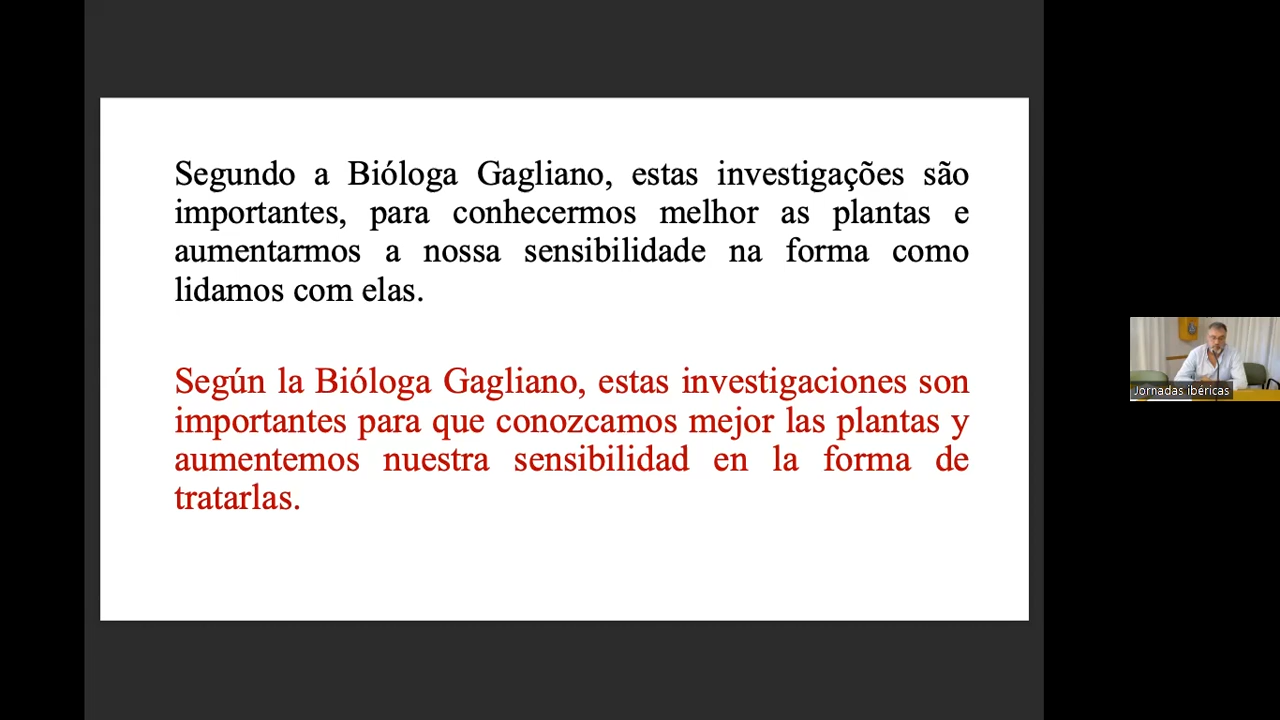 Segundo a Bióloga Gagliano, estas investigações são
importantes, para conhecermos melhor as plantas e
aumentarmos a nossa sensibilidade na forma como
lidamos com elas.
Según la Bióloga Gagliano, estas investigaciones son
importantes para que conozcamos mejor las plantas y
aumentemos nuestra sensibilidad en la forma de
tratarlas.
Jornadas ibéricas